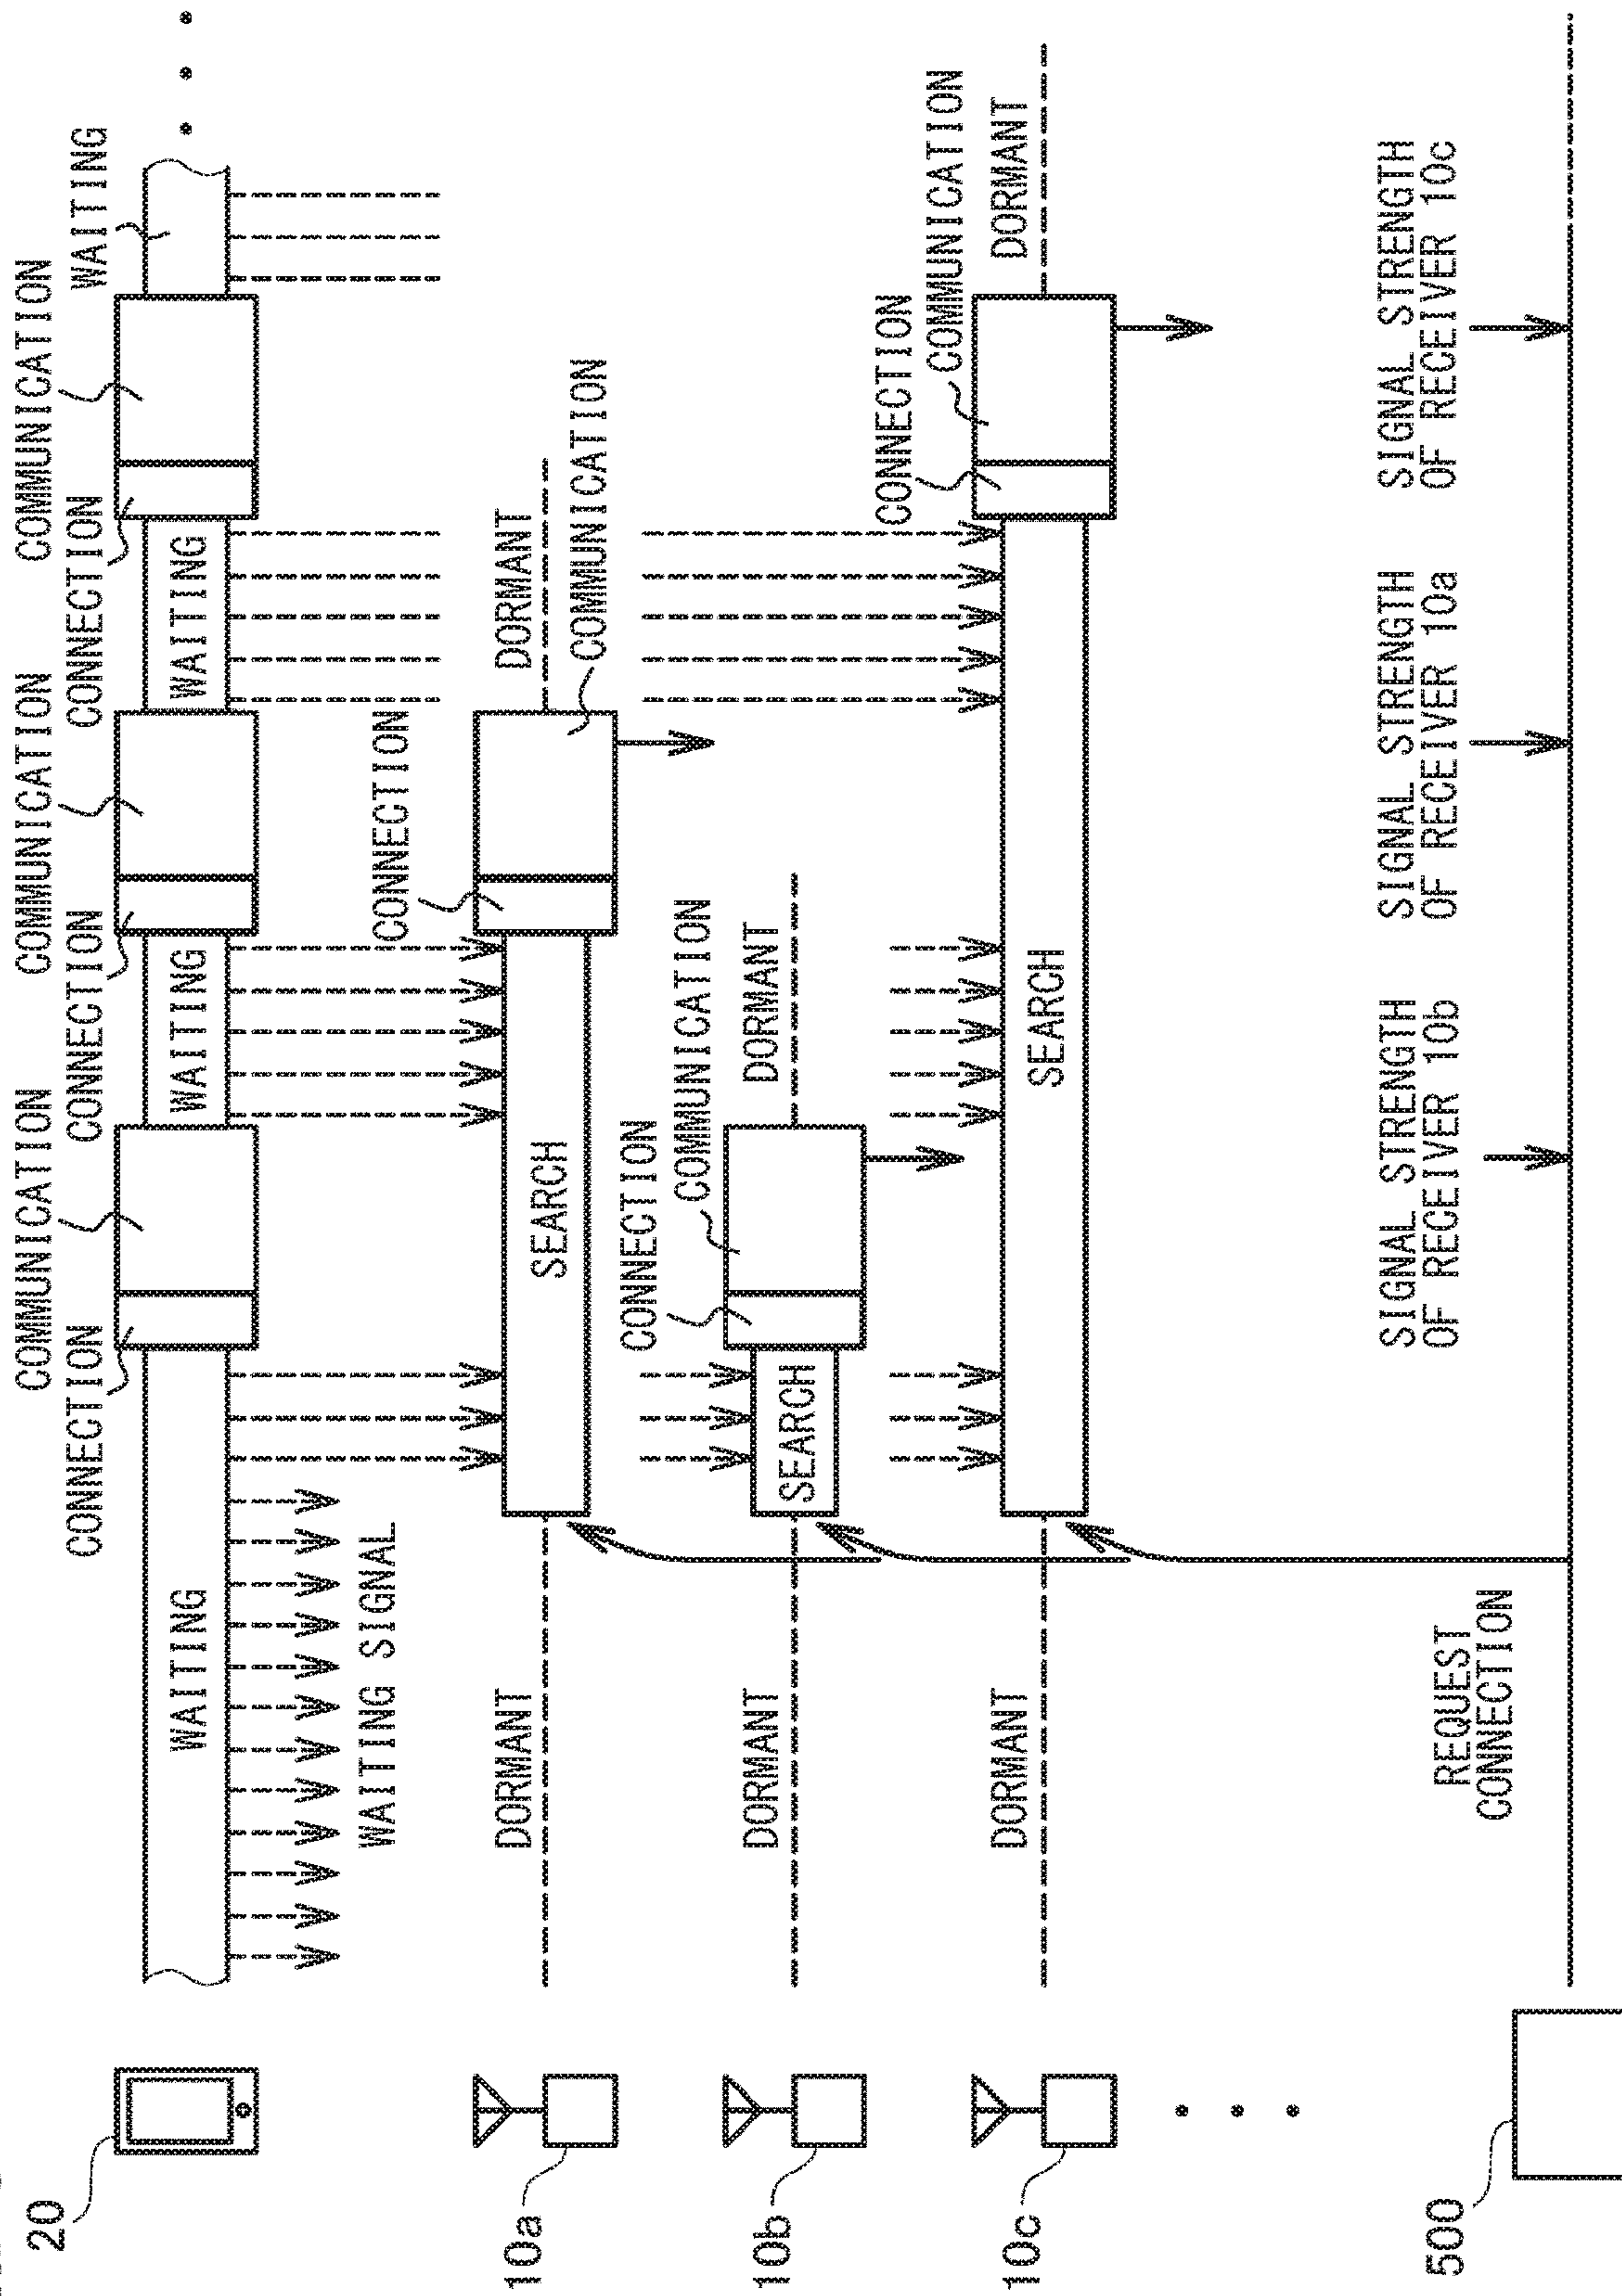 20
WAITING
CONNECTION
COMMUNICATION
WAITING
CONNECTION
COMMUNICATION
WAITING
CONNECTION
COMMUNICATION
WAITING
WAITING SIGNAL
10a
DORMANT
SEARCH
CONNECTION
COMMUNICATION
DORMANT
10b
DORMANT
SEARCH
CONNECTION
COMMUNICATION
DORMANT
10c
DORMANT
SEARCH
CONNECTION
COMMUNICATION
DORMANT
500
REQUEST
CONNECTION
SIGNAL STRENGTH
OF RECEIVER 10b
SIGNAL STRENGTH
OF RECEIVER 10a
SIGNAL STRENGTH
OF RECEIVER 10c